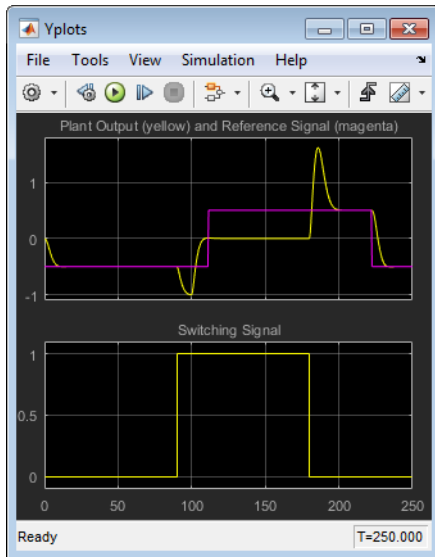 Yplots
File Tools View Simulation Help
Plant Output (yellow) and Reference Signal (magenta)
1
0
-1
Switching Signal
1
0.5
0
0 50 100 150 200 250
Ready T=250.000